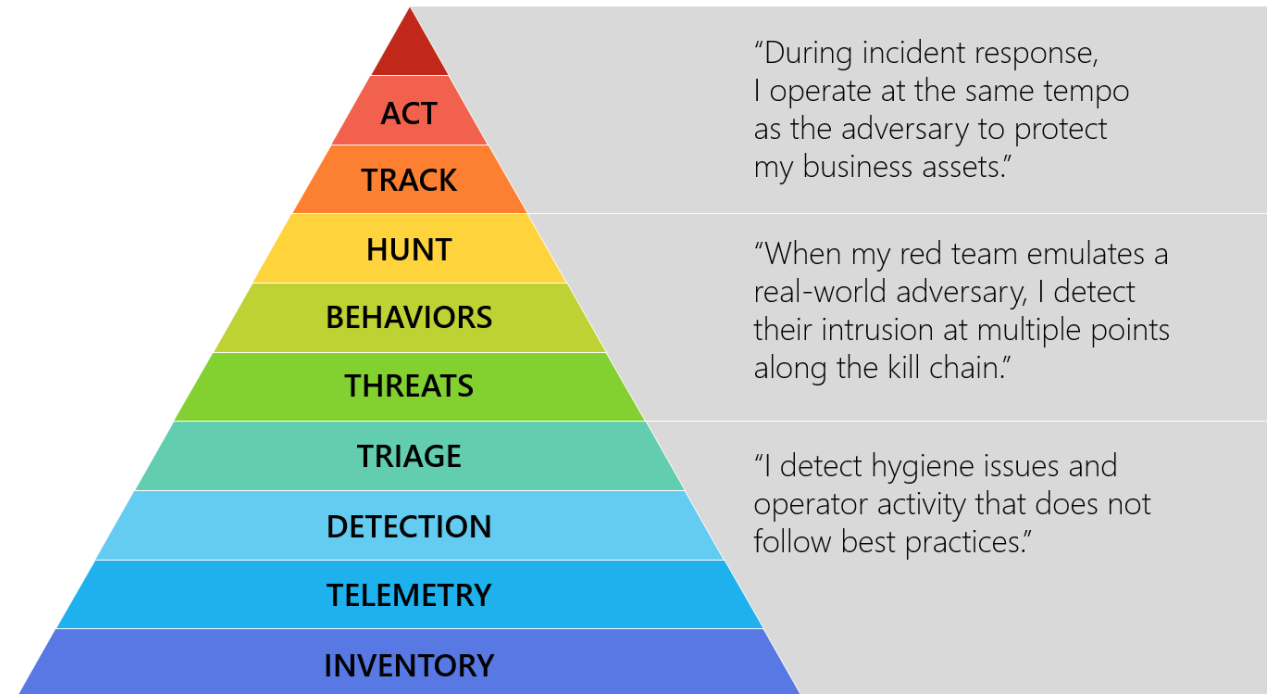 ACT
TRACK
HUNT
BEHAVIORS
THREATS
TRIAGE
DETECTION
TELEMETRY
INVENTORY
“During incident response,
I operate at the same tempo
as the adversary to protect
my business assets.”
“When my red team emulates a
real-world adversary, I detect
their intrusion at multiple points
along the kill chain.”
“I detect hygiene issues and
operator activity that does not
follow best practices.”